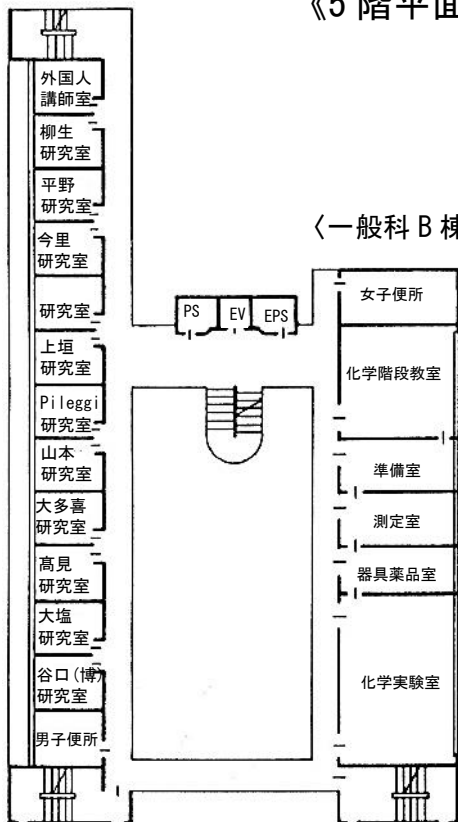 《5階平面
外国人
講師室
柳生
研究室
平野
研究室
今里
研究室
研究室
上垣
研究室
Pileggi
研究室
山本
研究室
大多喜
研究室
髙見
研究室
大塩
研究室
谷口(博)
研究室
男子便所
PS
EV
EPS
〈一般科B棟
女子便所
化学階段教室
準備室
測定室
器具薬品室
化学実験室